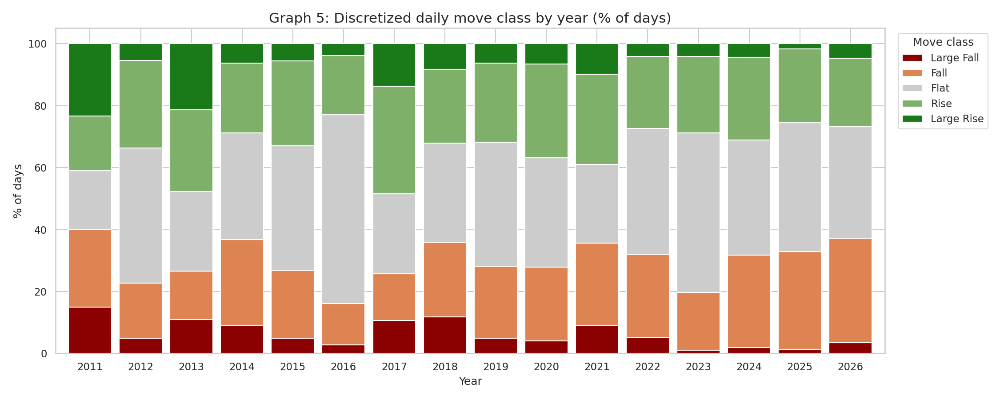 Graph 5: Discretized daily move class by year (% of days)
Move class
Large Fall
Fall
Flat
Rise
Large Rise
% of days
100
80
60
40
20
0
2011 2012 2013 2014 2015 2016 2017 2018 2019 2020 2021 2022 2023 2024 2025 2026
Year